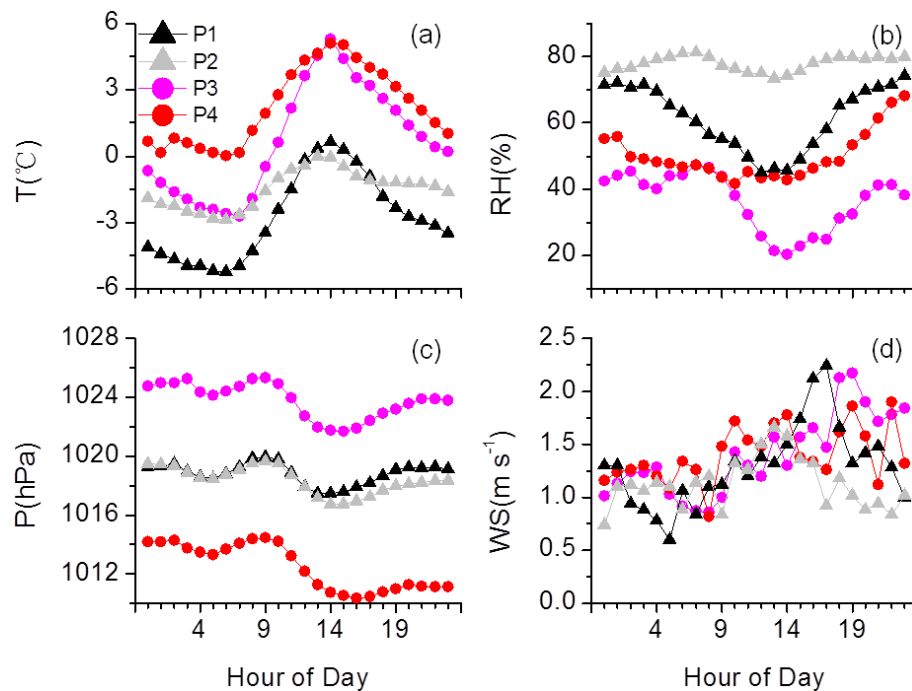 (a)
P1
P2
P3
P4
6
3
0
-3
-6
T(℃)
(b)
80
60
40
20
RH(%)
(c)
1028
1024
1020
1016
1012
P(hPa)
4 9 14 19
Hour of Day
(d)
2.5
2.0
1.5
1.0
0.5
0.0
WS(m s⁻¹)
4 9 14 19
Hour of Day